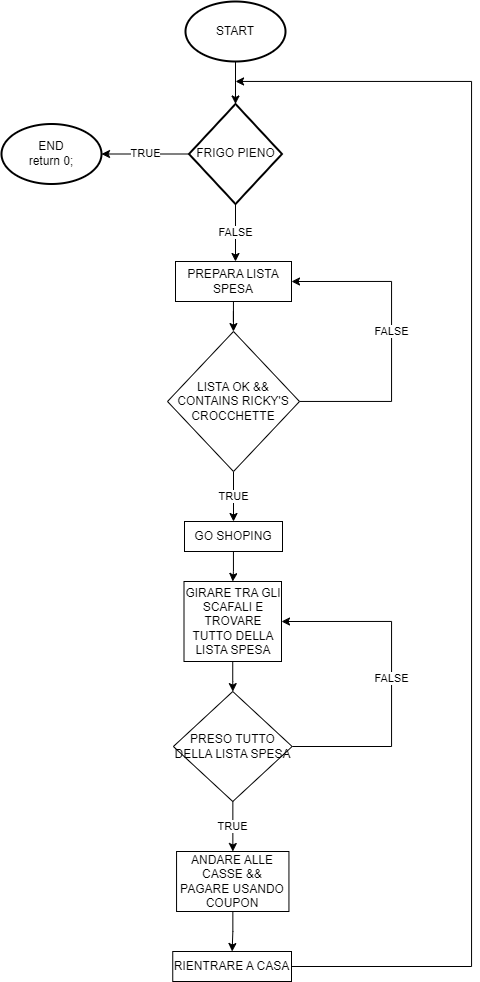 START
END
return 0;
TRUE
FRIGO PIENO
FALSE
PREPARA LISTA
SPESA
FALSE
LISTA OK &&
CONTAINS RICKY'S
CROCCHETTE
TRUE
GO SHOPING
GIRARE TRA GLI
SCAFALI E
TROVARE
TUTTO DELLA
LISTA SPESA
FALSE
PRESO TUTTO
DELLA LISTA SPESA
TRUE
ANDARE ALLE
CASSE &&
PAGARE USANDO
COUPON
RIENTRARE A CASA